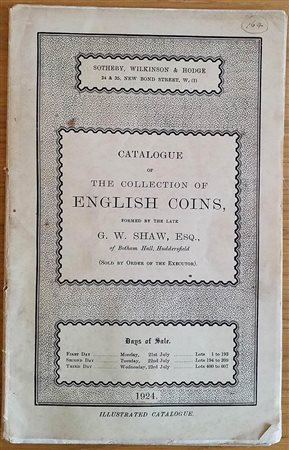 164
SOTHEBY, WILKINSON & HODGE
34 & 35, NEW BOND STREET, W. (1)
CATALOGUE
OF
THE COLLECTION OF
ENGLISH COINS,
FORMED BY THE LATE
G. W. SHAW, ESQ.,
of Botham Hall, Huddersfield
(SOLD BY ORDER OF THE EXECUTOR).
Days of Sale.
FIRST DAY Monday, 21st July Lots 1 to 193
SECOND DAY Tuesday, 22nd July Lots 194 to 399
THIRD DAY Wednesday, 23rd July Lots 400 to 607
1924.
ILLUSTRATED CATALOGUE.